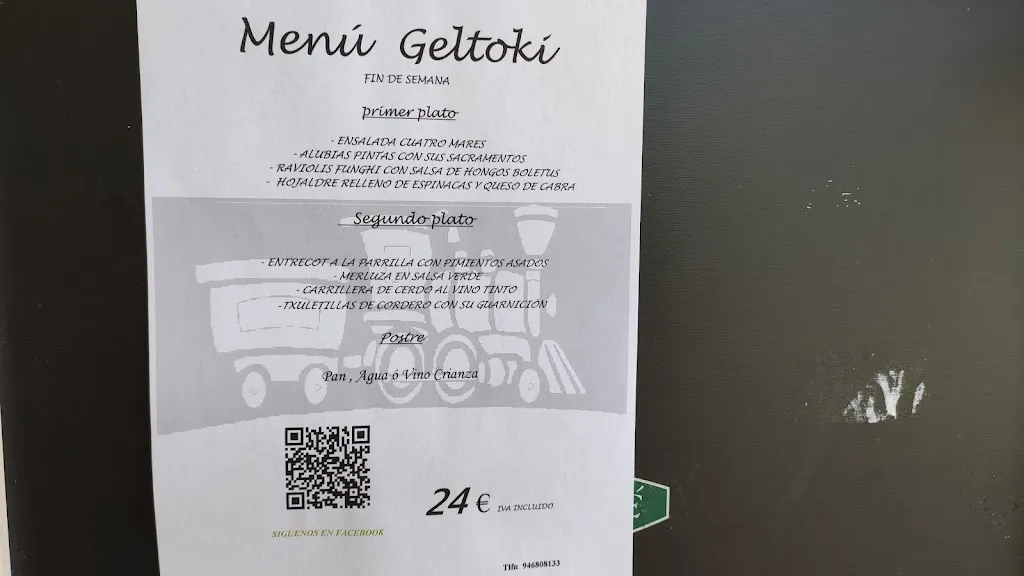 Menú Geltoki
FIN DE SEMANA
primer plato
- ENSALADA CUATRO MARES
- ALUBIAS PINTAS CON SUS SACRAMENTOS
- RAVIOLIS FUNGHI CON SALSA DE HONGOS BOLETUS
- HOJALDRE RELLENO DE ESPINACAS Y QUESO DE CABRA
Segundo plato
- ENTRECOT A LA PARRILLA CON PIMIENTOS ASADOS
- MERLUZA EN SALSA VERDE
- CARRILLERA DE CERDO AL VINO TINTO
-TXULETILLAS DE CORDERO CON SU GUARNICIÓN
Postre
Pan , Agua ó Vino Crianza
24 € IVA INCLUIDO
SIGUENOS EN FACEBOOK
Tlfn 946808133